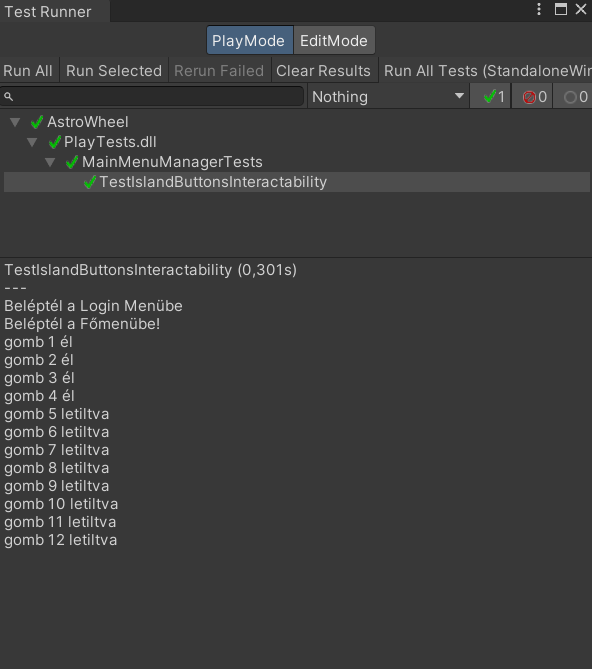 Test Runner
PlayMode EditMode
Run All Run Selected Rerun Failed Clear Results Run All Tests (StandaloneWin
Nothing 1 0 0
AstroWheel
PlayTests.dll
MainMenuManagerTests
TestIslandButtonsInteractability
TestIslandButtonsInteractability (0,301s)
---
Beléptél a Login Menübe
Beléptél a Főmenübe!
gomb 1 él
gomb 2 él
gomb 3 él
gomb 4 él
gomb 5 letiltva
gomb 6 letiltva
gomb 7 letiltva
gomb 8 letiltva
gomb 9 letiltva
gomb 10 letiltva
gomb 11 letiltva
gomb 12 letiltva